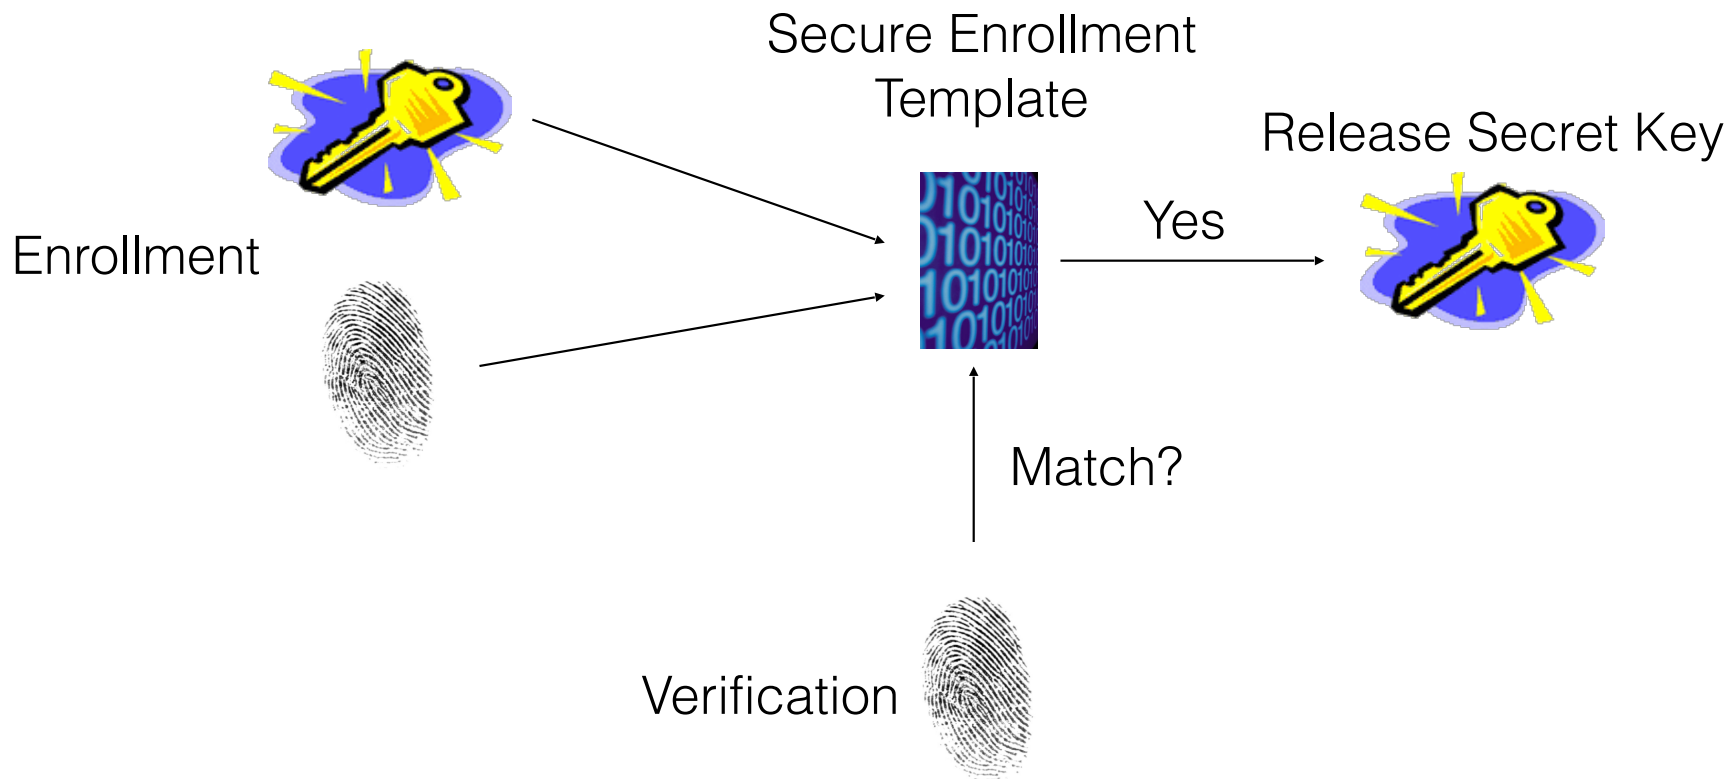 Secure Enrollment
Template
Release Secret Key
Yes
Enrollment
Match?
Verification